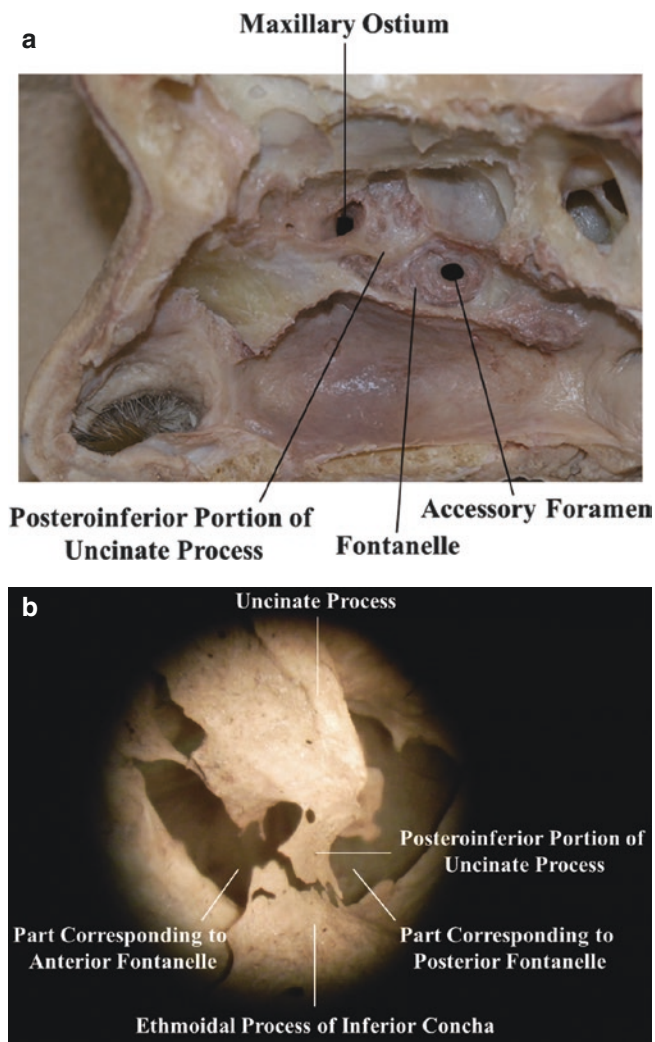 a
Maxillary Ostium
Posteroinferior Portion of
Uncinate Process
Fontanelle
Accessory Foramen
b
Uncinate Process
Posteroinferior Portion of
Uncinate Process
Part Corresponding to
Anterior Fontanelle
Part Corresponding to
Posterior Fontanelle
Ethmoidal Process of Inferior Concha